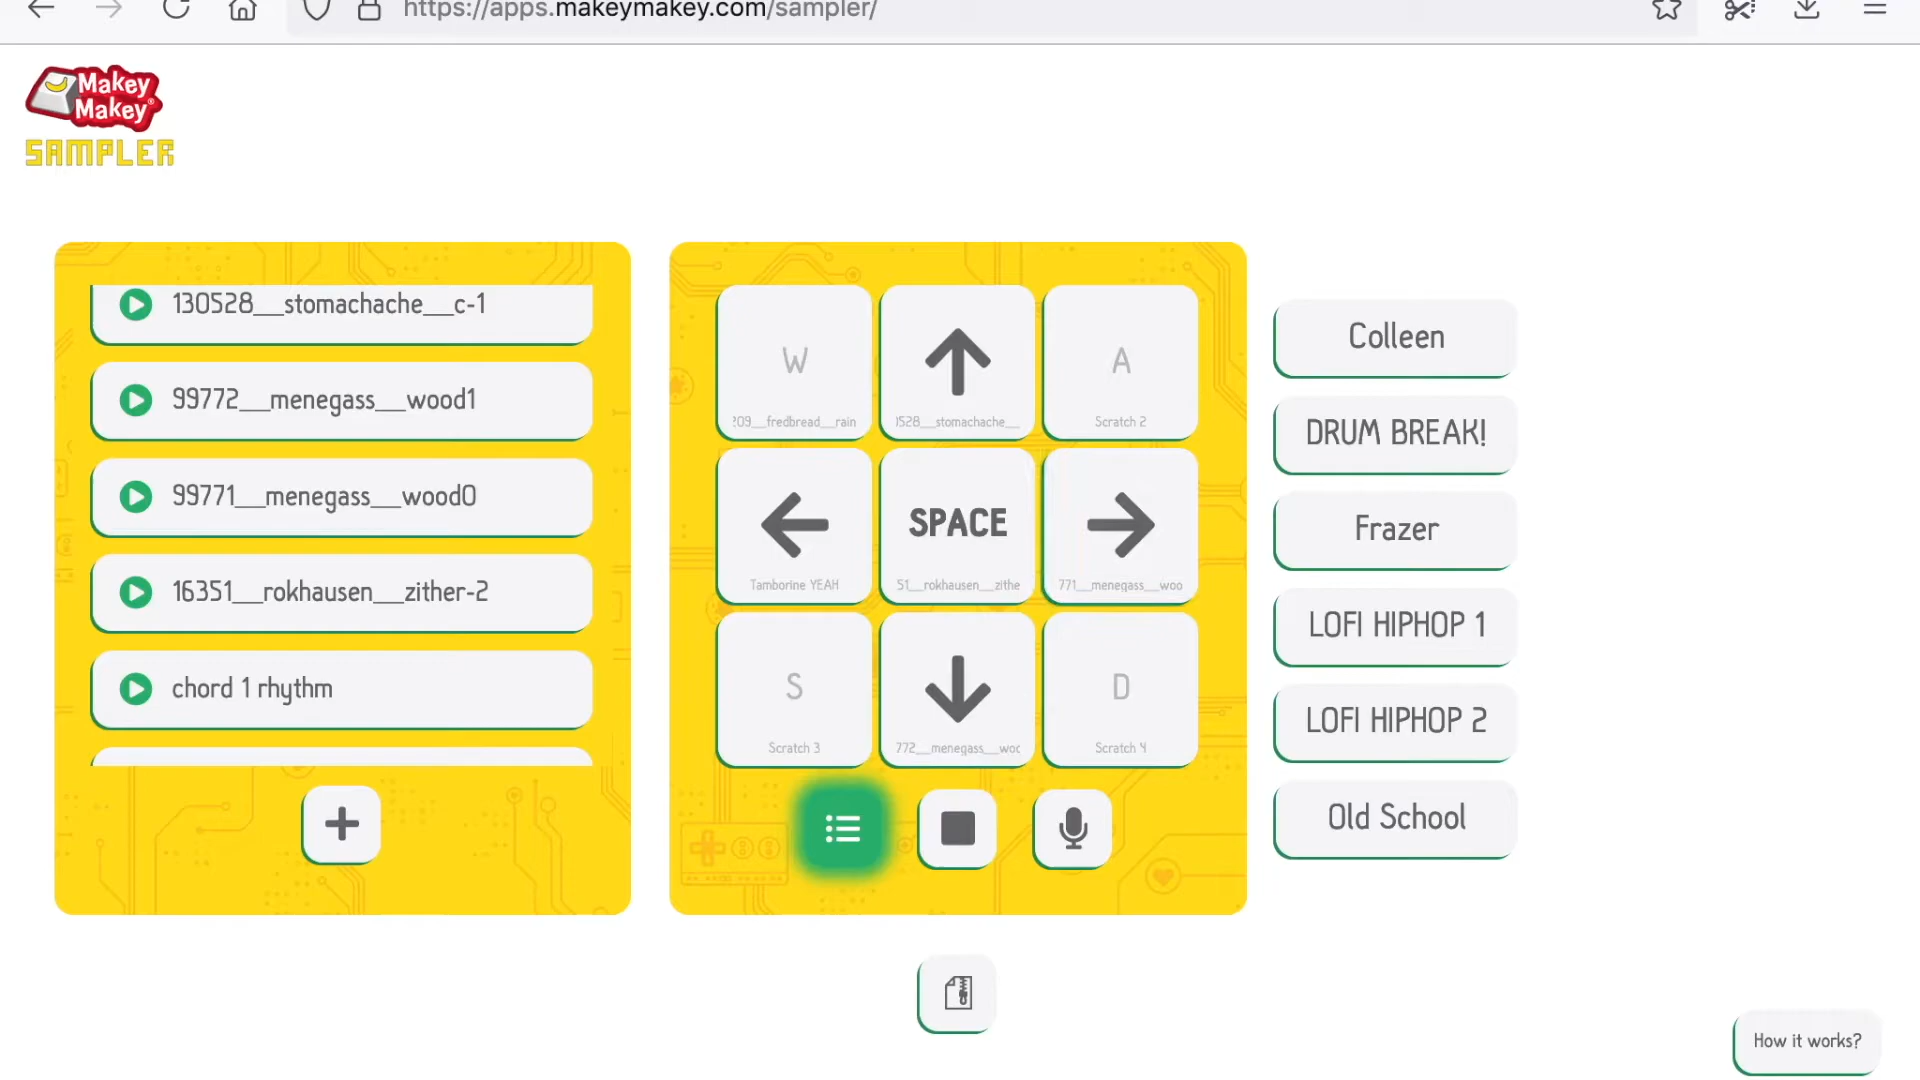 https://apps.makeymakey.com/sampler/
Makey
Makey®
SAMPLER
130528__stomachache__c-1
99772__menegass__wood1
99771__menegass__wood0
16351__rokhausen__zither-2
chord 1 rhythm
W
209__fredbread__rain
1528__stomachache__
A
Scratch 2
Tamborine YEAH
SPACE
51__rokhausen__zithe
771__menegass__woo
S
Scratch 3
772__menegass__woo
D
Scratch 4
Colleen
DRUM BREAK!
Frazer
LOFI HIPHOP 1
LOFI HIPHOP 2
Old School
How it works?